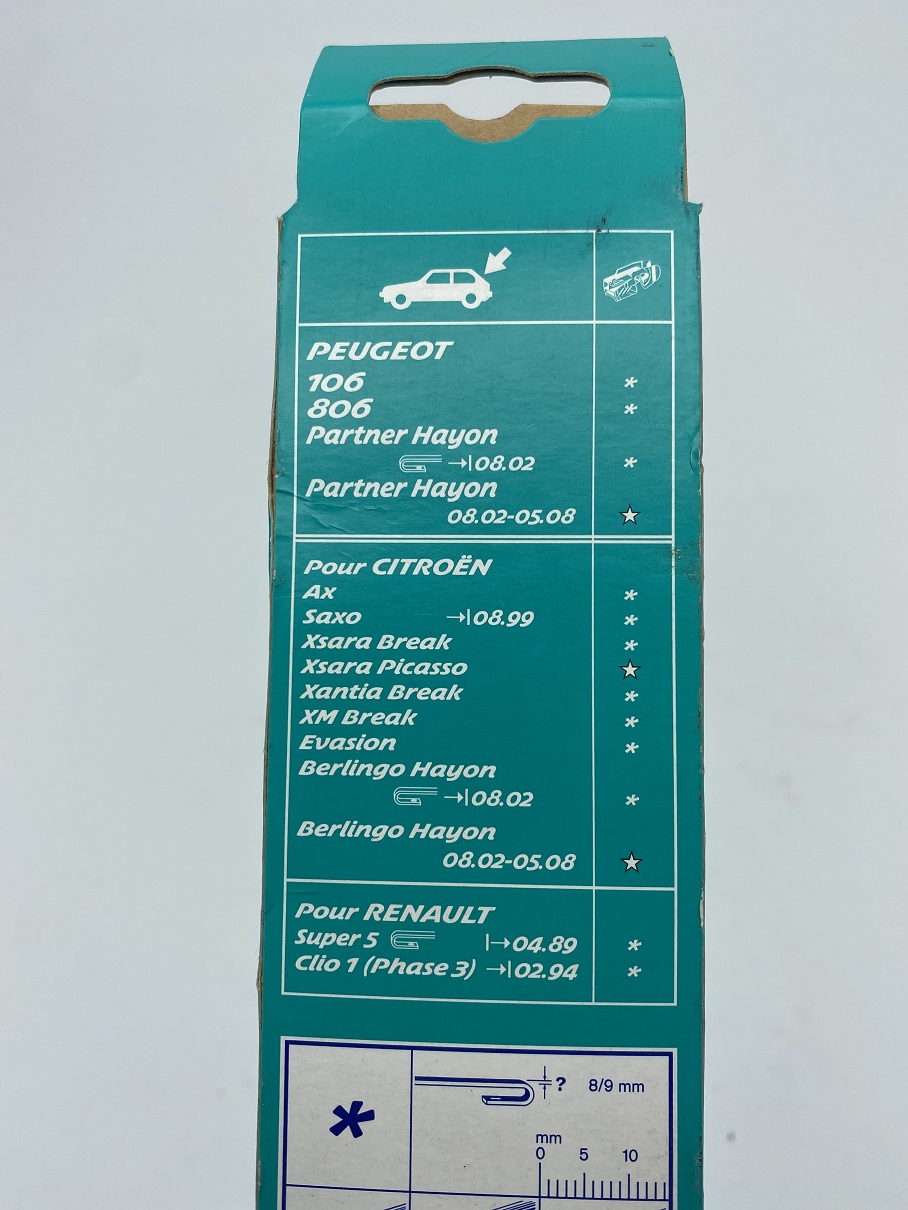 PEUGEOT
106 *
806 *
Partner Hayon
→|08.02 *
Partner Hayon
08.02-05.08 ☆
Pour CITROËN
Ax *
Saxo →|08.99 *
Xsara Break *
Xsara Picasso ☆
Xantia Break *
XM Break *
Evasion *
Berlingo Hayon
→|08.02 *
Berlingo Hayon
08.02-05.08 ☆
Pour RENAULT
Super 5 |→04.89 *
Clio 1 (Phase 3) →|02.94 *
* ? 8/9 mm
mm
0 5 10